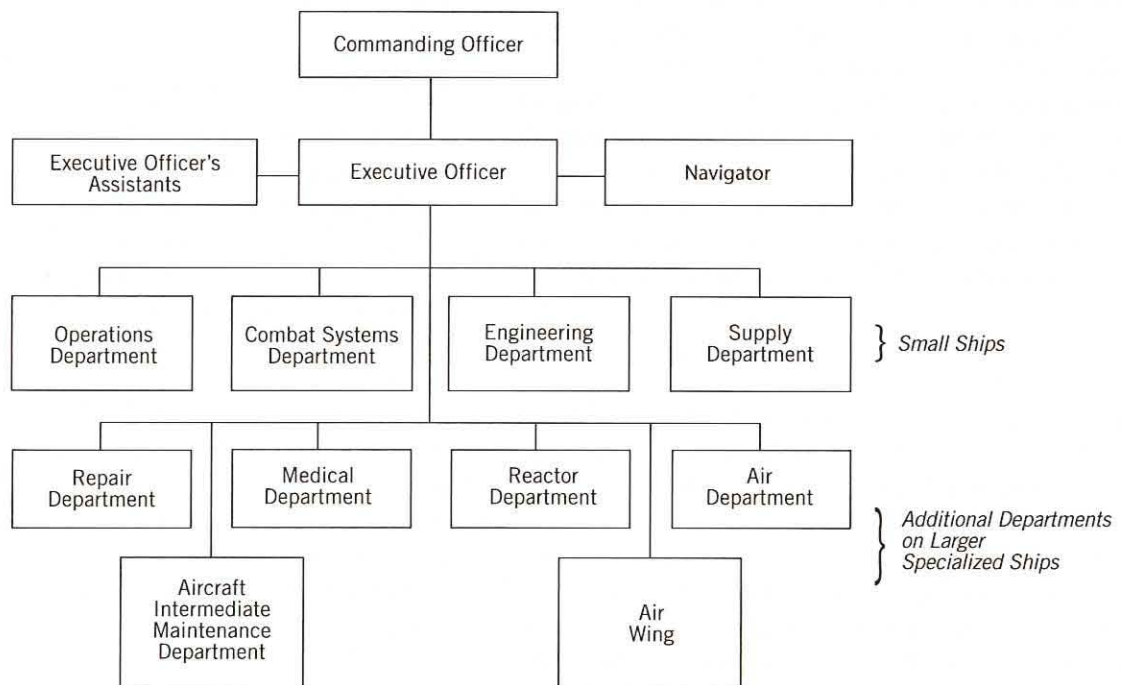 Commanding Officer
Executive Officer's
Assistants
Executive Officer
Navigator
Operations
Department
Combat Systems
Department
Engineering
Department
Supply
Department
} Small Ships
Repair
Department
Medical
Department
Reactor
Department
Air
Department
} Additional Departments
on Larger
Specialized Ships
Aircraft
Intermediate
Maintenance
Department
Air
Wing